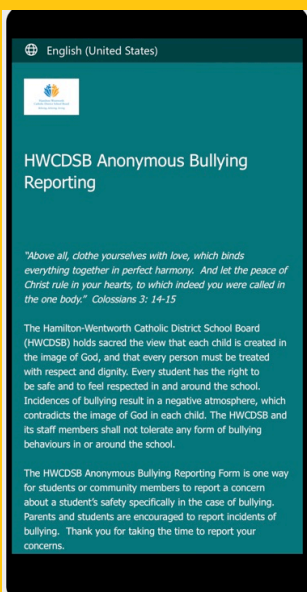 English (United States)
HWCDSB Anonymous Bullying
Reporting
"Above all, clothe yourselves with love, which binds
everything together in perfect harmony.  And let the peace of
Christ rule in your hearts, to which indeed you were called in
the one body."  Colossians 3: 14-15
The Hamilton-Wentworth Catholic District School Board
(HWCDSB) holds sacred the view that each child is created in
the image of God, and that every person must be treated
with respect and dignity. Every student has the right to
be safe and to feel respected in and around the school.
Incidences of bullying result in a negative atmosphere, which
contradicts the image of God in each child. The HWCDSB and
its staff members shall not tolerate any form of bullying
behaviours in or around the school.
The HWCDSB Anonymous Bullying Reporting Form is one way
for students or community members to report a concern
about a student's safety specifically in the case of bullying.
Parents and students are encouraged to report incidents of
bullying.  Thank you for taking the time to report your
concerns.